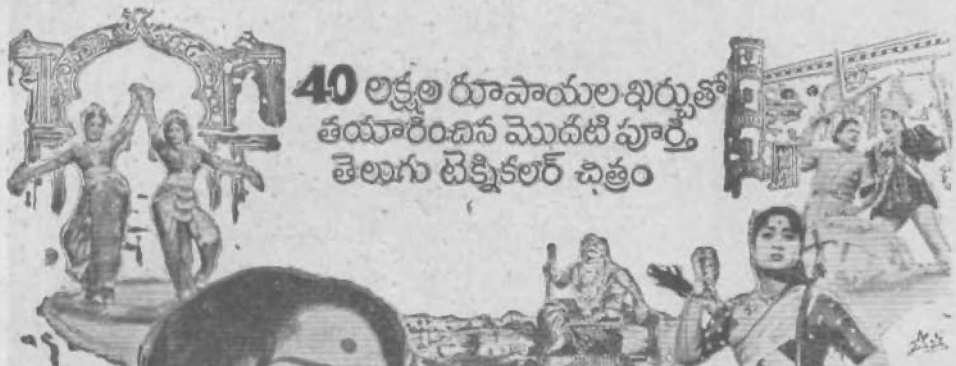 40 లక్షల రూపాయల ఖర్చుతో
తయారించిన మొదటి పూర్తి
తెలుగు టెక్నికలర్ చిత్రం